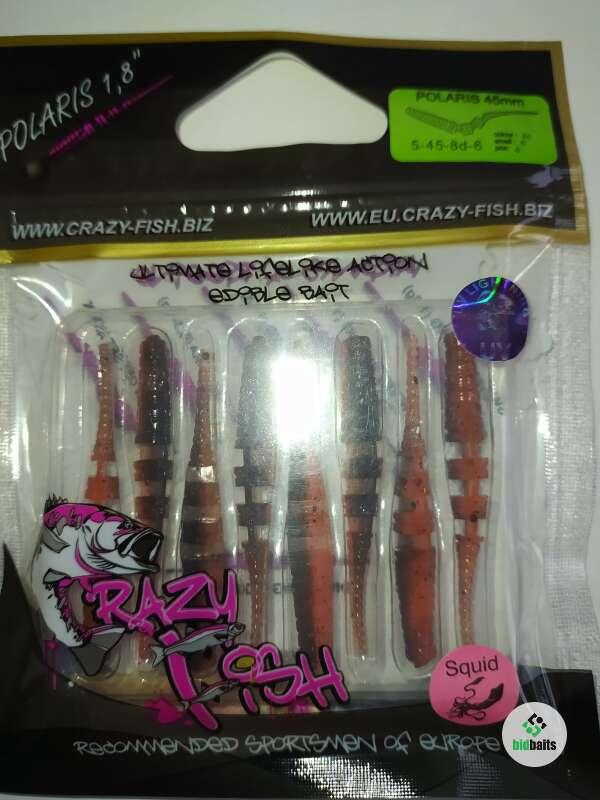 POLARIS 1,8"
POLARIS 45mm
5-45-8d-6
WWW.CRAZY-FISH.BIZ
WWW.EU.CRAZY-FISH.BIZ
ULTIMATE LIFELIKE ACTION
EDIBLE BAIT
CRAZY
FISH
Squid
RECOMMENDED SPORTSMEN OF EUROPE
bidbaits